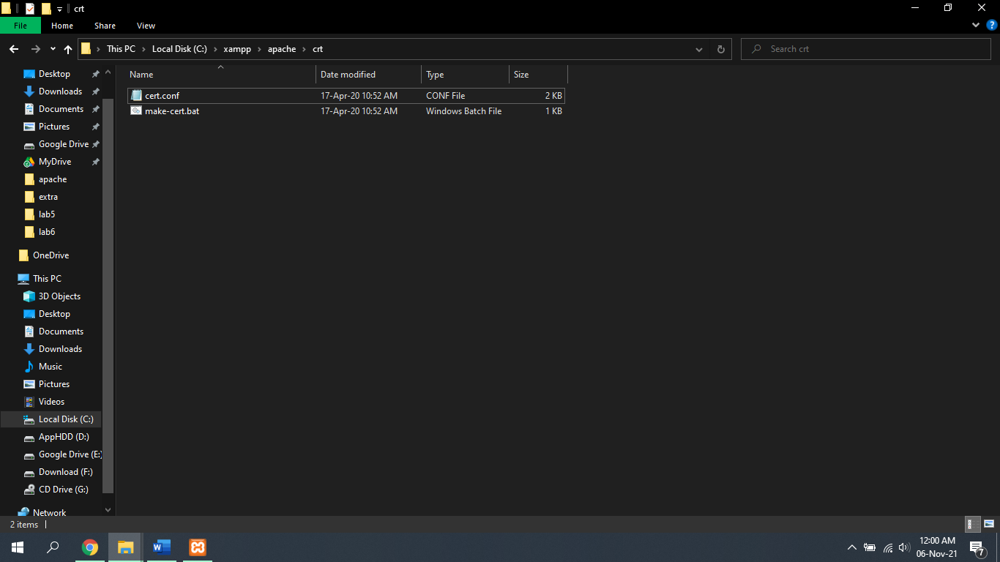 crt
File Home Share View
?
This PC Local Disk (C:) xampp apache crt
Search crt
Name Date modified Type Size
cert.conf 17-Apr-20 10:52 AM CONF File 2 KB
make-cert.bat 17-Apr-20 10:52 AM Windows Batch File 1 KB
Desktop
Downloads
Documents
Pictures
Google Drive
MyDrive
apache
extra
lab5
lab6
OneDrive
This PC
3D Objects
Desktop
Documents
Downloads
Music
Pictures
Videos
Local Disk (C:)
AppHDD (D:)
Google Drive (E:)
Download (F:)
CD Drive (G:)
Network
2 items
12:00 AM
06-Nov-21
7